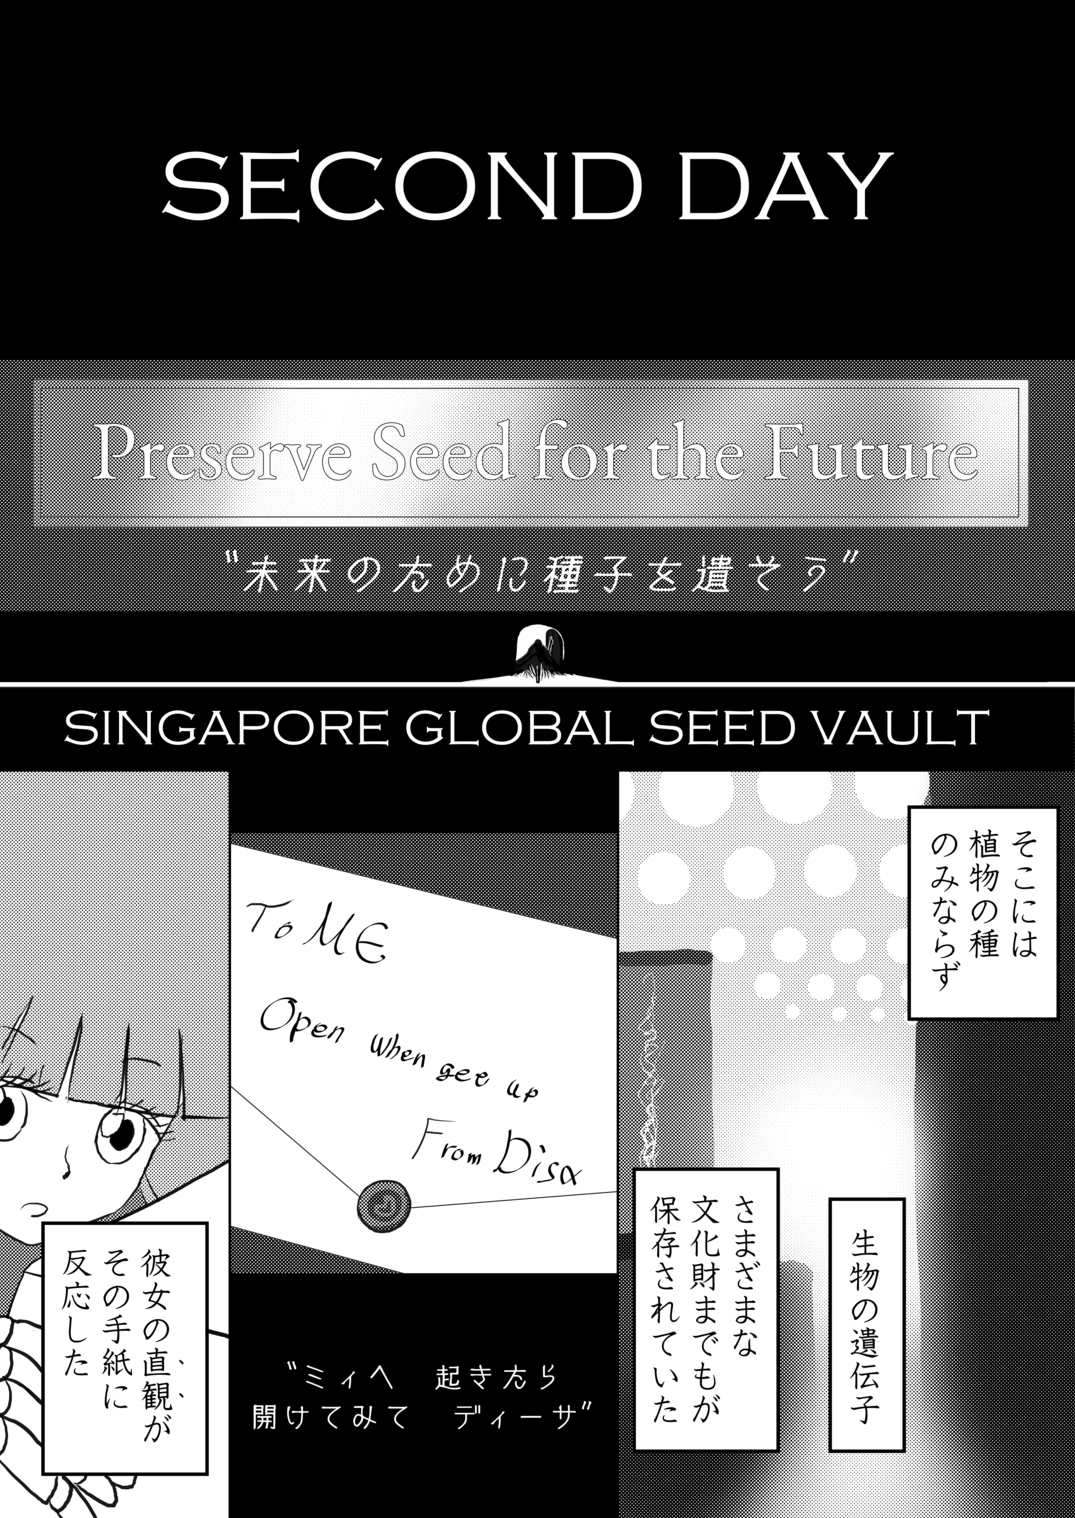 SECOND DAY
Preserve Seed for the Future
“未来のために種子を遺そう”
SINGAPORE GLOBAL SEED VAULT
そこには
植物の種
のみならず
生物の遺伝子
さまざまな
文化財までもが
保存されていた
To ME
Open when get up
From Disa
“ミィへ　起きたら
開けてみて　ディーサ”
彼女の直観が
その手紙に
反応した